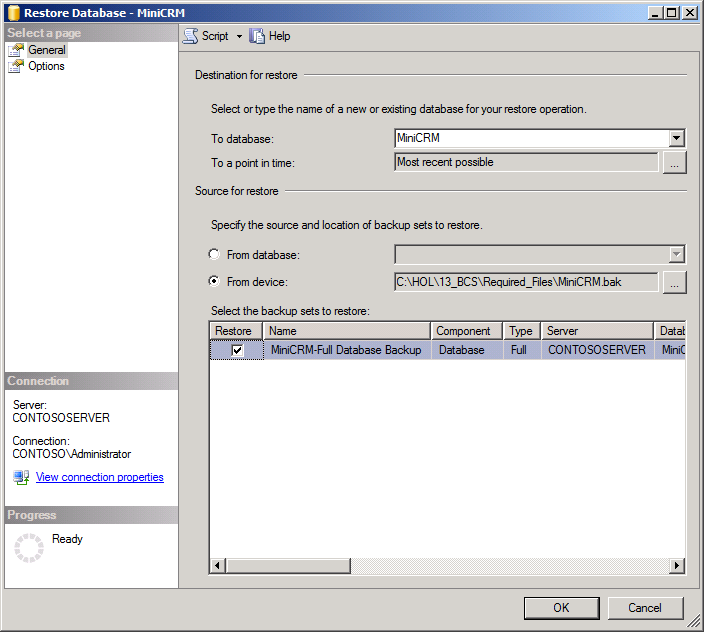 Restore Database - MiniCRM
Select a page
General
Options
Script
Help
Destination for restore
Select or type the name of a new or existing database for your restore operation.
To database: MiniCRM
To a point in time: Most recent possible ...
Source for restore
Specify the source and location of backup sets to restore.
From database:
From device: C:\HOL\13_BCS\Required_Files\MiniCRM.bak ...
Select the backup sets to restore:
Restore Name Component Type Server Datab
MiniCRM-Full Database Backup Database Full CONTOSOSERVER MiniC
Connection
Server:
CONTOSOSERVER
Connection:
CONTOSO\Administrator
View connection properties
Progress
Ready
OK Cancel